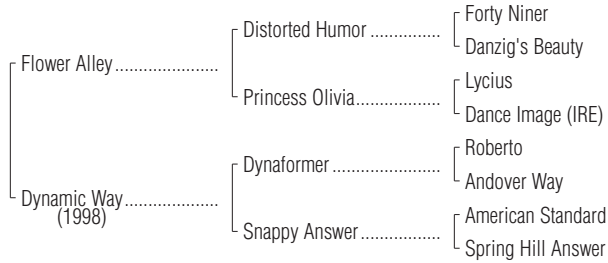 Forty Niner
Distorted Humor ...............
Danzig's Beauty
Flower Alley......................
Lycius
Princess Olivia..................
Dance Image (IRE)
Roberto
Dynaformer ......................
Andover Way
Dynamic Way....................
(1998)
American Standard
Snappy Answer.................
Spring Hill Answer